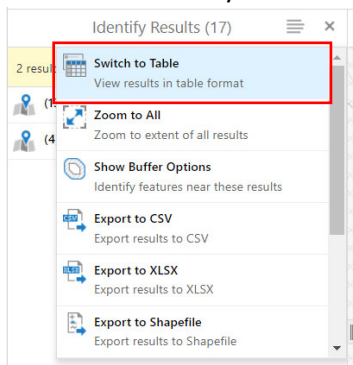 Identify Results (17)
Switch to Table
View results in table format
2 resul
Zoom to All
Zoom to extent of all results
(1
(4
Show Buffer Options
Identify features near these results
CSV
Export to CSV
Export results to CSV
XLSX
Export to XLSX
Export results to XLSX
Export to Shapefile
Export results to Shapefile